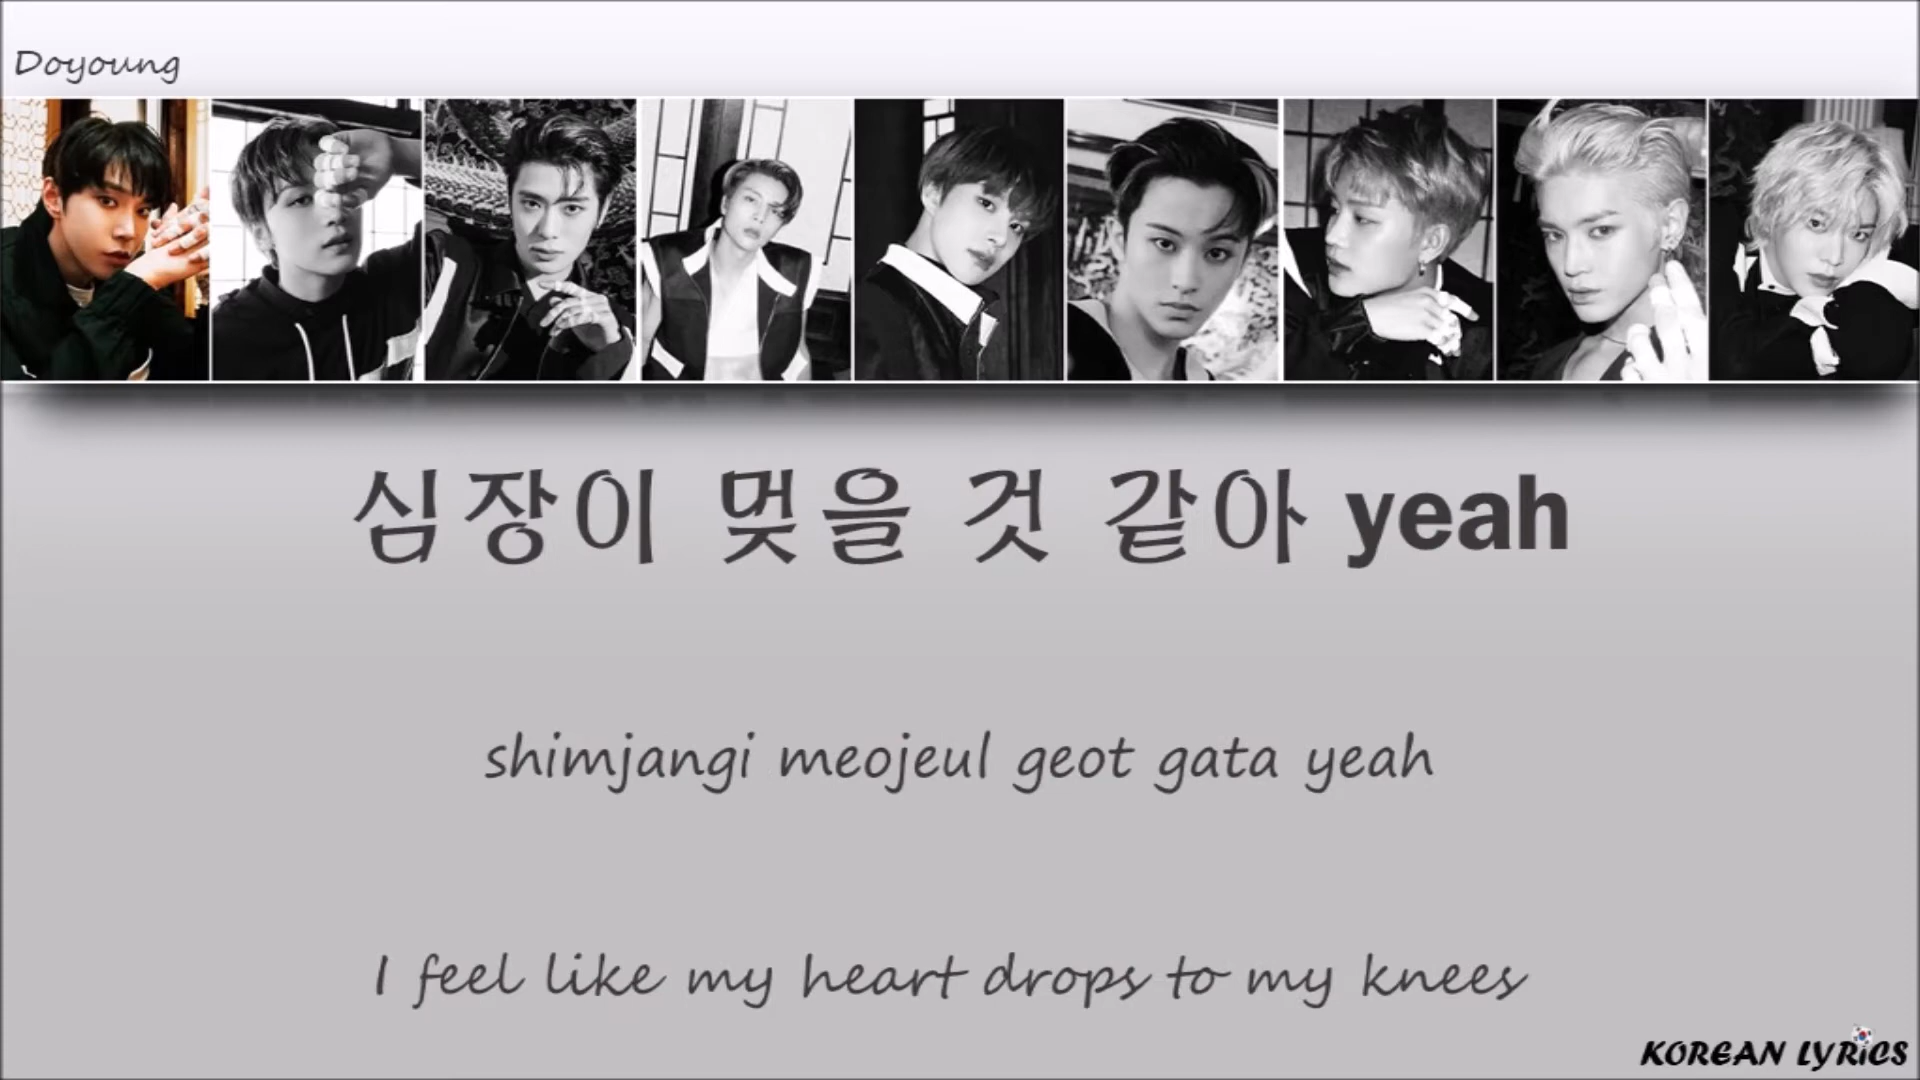 Doyoung
심장이 멎을 것 같아 yeah
shimjangi meojeul geot gata yeah
I feel like my heart drops to my knees
KOREAN LYRICS